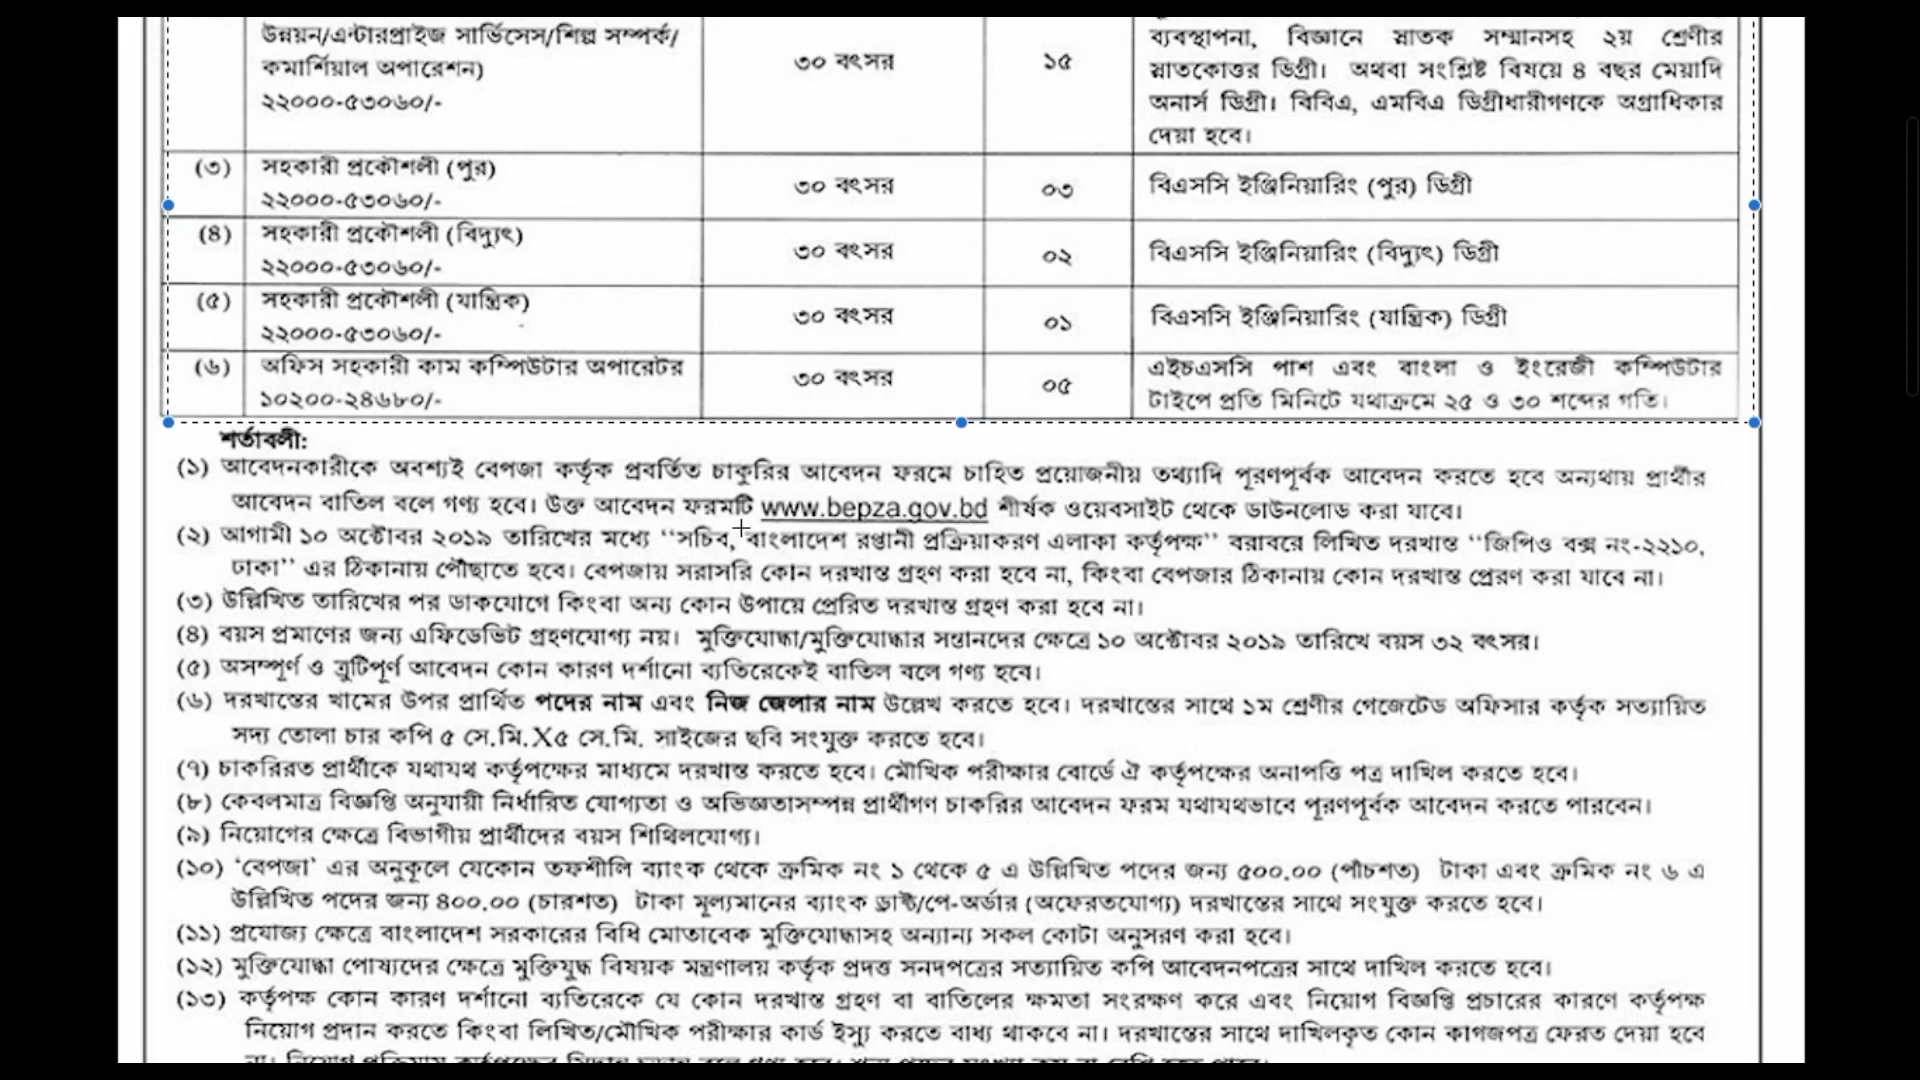 উন্নয়ন/এন্টারপ্রাইজ সার্ভিসেস/শিল্প সম্পর্ক/
কমার্শিয়াল অপারেশন)
২২০০০-৫৩০৬০/-
৩০ বৎসর
১৫
ব্যবস্থাপনা, বিজ্ঞানে স্নাতক সম্মানসহ ২য় শ্রেণীর
স্নাতকোত্তর ডিগ্রী। অথবা সংশ্লিষ্ট বিষয়ে ৪ বছর মেয়াদি
অনার্স ডিগ্রী। বিবিএ, এমবিএ ডিগ্রীধারীগণকে অগ্রাধিকার
দেয়া হবে।
(৩) সহকারী প্রকৌশলী (পুর)
২২০০০-৫৩০৬০/-
৩০ বৎসর
০৩
বিএসসি ইঞ্জিনিয়ারিং (পুর) ডিগ্রী
(৪) সহকারী প্রকৌশলী (বিদ্যুৎ)
২২০০০-৫৩০৬০/-
৩০ বৎসর
০২
বিএসসি ইঞ্জিনিয়ারিং (বিদ্যুৎ) ডিগ্রী
(৫) সহকারী প্রকৌশলী (যান্ত্রিক)
২২০০০-৫৩০৬০/-
৩০ বৎসর
০১
বিএসসি ইঞ্জিনিয়ারিং (যান্ত্রিক) ডিগ্রী
(৬) অফিস সহকারী কাম কম্পিউটার অপারেটর
১০২০০-২৪৬৮০/-
৩০ বৎসর
০৫
এইচএসসি পাশ এবং বাংলা ও ইংরেজী কম্পিউটার
টাইপে প্রতি মিনিটে যথাক্রমে ২৫ ও ৩০ শব্দের গতি।
শর্তাবলী:
(১) আবেদনকারীকে অবশ্যই বেপজা কর্তৃক প্রবর্তিত চাকুরির আবেদন ফরমে চাহিত প্রয়োজনীয় তথ্যাদি পূরণপূর্বক আবেদন করতে হবে অন্যথায় প্রার্থীর
আবেদন বাতিল বলে গণ্য হবে। উক্ত আবেদন ফরমটি www.bepza.gov.bd শীর্ষক ওয়েবসাইট থেকে ডাউনলোড করা যাবে।
(২) আগামী ১০ অক্টোবর ২০১৯ তারিখের মধ্যে ‘‘সচিব, বাংলাদেশ রপ্তানী প্রক্রিয়াকরণ এলাকা কর্তৃপক্ষ’’ বরাবরে লিখিত দরখাস্ত ‘‘জিপিও বক্স নং-২২১০,
ঢাকা’’ এর ঠিকানায় পৌঁছাতে হবে। বেপজায় সরাসরি কোন দরখাস্ত গ্রহণ করা হবে না, কিংবা বেপজার ঠিকানায় কোন দরখাস্ত প্রেরণ করা যাবে না।
(৩) উল্লিখিত তারিখের পর ডাকযোগে কিংবা অন্য কোন উপায়ে প্রেরিত দরখাস্ত গ্রহণ করা হবে না।
(৪) বয়স প্রমাণের জন্য এফিডেভিট গ্রহণযোগ্য নয়। মুক্তিযোদ্ধা/মুক্তিযোদ্ধার সন্তানদের ক্ষেত্রে ১০ অক্টোবর ২০১৯ তারিখে বয়স ৩২ বৎসর।
(৫) অসম্পূর্ণ ও ত্রুটিপূর্ণ আবেদন কোন কারণ দর্শানো ব্যতিরেকেই বাতিল বলে গণ্য হবে।
(৬) দরখাস্তের খামের উপর প্রার্থিত পদের নাম এবং নিজ জেলার নাম উল্লেখ করতে হবে। দরখাস্তের সাথে ১ম শ্রেণীর গেজেটেড অফিসার কর্তৃক সত্যায়িত
সদ্য তোলা চার কপি ৫ সে.মি.X৫ সে.মি. সাইজের ছবি সংযুক্ত করতে হবে।
(৭) চাকরিরত প্রার্থীকে যথাযথ কর্তৃপক্ষের মাধ্যমে দরখাস্ত করতে হবে। মৌখিক পরীক্ষার বোর্ডে ঐ কর্তৃপক্ষের অনাপত্তি পত্র দাখিল করতে হবে।
(৮) কেবলমাত্র বিজ্ঞপ্তি অনুযায়ী নির্ধারিত যোগ্যতা ও অভিজ্ঞতাসম্পন্ন প্রার্থীগণ চাকরির আবেদন ফরম যথাযথভাবে পূরণপূর্বক আবেদন করতে পারবেন।
(৯) নিয়োগের ক্ষেত্রে বিভাগীয় প্রার্থীদের বয়স শিথিলযোগ্য।
(১০) ‘বেপজা’ এর অনুকূলে যেকোন তফশীলি ব্যাংক থেকে ক্রমিক নং ১ থেকে ৫ এ উল্লিখিত পদের জন্য ৫০০.০০ (পাঁচশত) টাকা এবং ক্রমিক নং ৬ এ
উল্লিখিত পদের জন্য ৪০০.০০ (চারশত) টাকা মূল্যমানের ব্যাংক ড্রাফ্ট/পে-অর্ডার (অফেরতযোগ্য) দরখাস্তের সাথে সংযুক্ত করতে হবে।
(১১) প্রযোজ্য ক্ষেত্রে বাংলাদেশ সরকারের বিধি মোতাবেক মুক্তিযোদ্ধাসহ অন্যান্য সকল কোটা অনুসরণ করা হবে।
(১২) মুক্তিযোদ্ধা পোষ্যদের ক্ষেত্রে মুক্তিযুদ্ধ বিষয়ক মন্ত্রণালয় কর্তৃক প্রদত্ত সনদপত্রের সত্যায়িত কপি আবেদনপত্রের সাথে দাখিল করতে হবে।
(১৩) কর্তৃপক্ষ কোন কারণ দর্শানো ব্যতিরেকে যে কোন দরখাস্ত গ্রহণ বা বাতিলের ক্ষমতা সংরক্ষণ করে এবং নিয়োগ বিজ্ঞপ্তি প্রচারের কারণে কর্তৃপক্ষ
নিয়োগ প্রদান করতে কিংবা লিখিত/মৌখিক পরীক্ষার কার্ড ইস্যু করতে বাধ্য থাকবে না। দরখাস্তের সাথে দাখিলকৃত কোন কাগজপত্র ফেরত দেয়া হবে